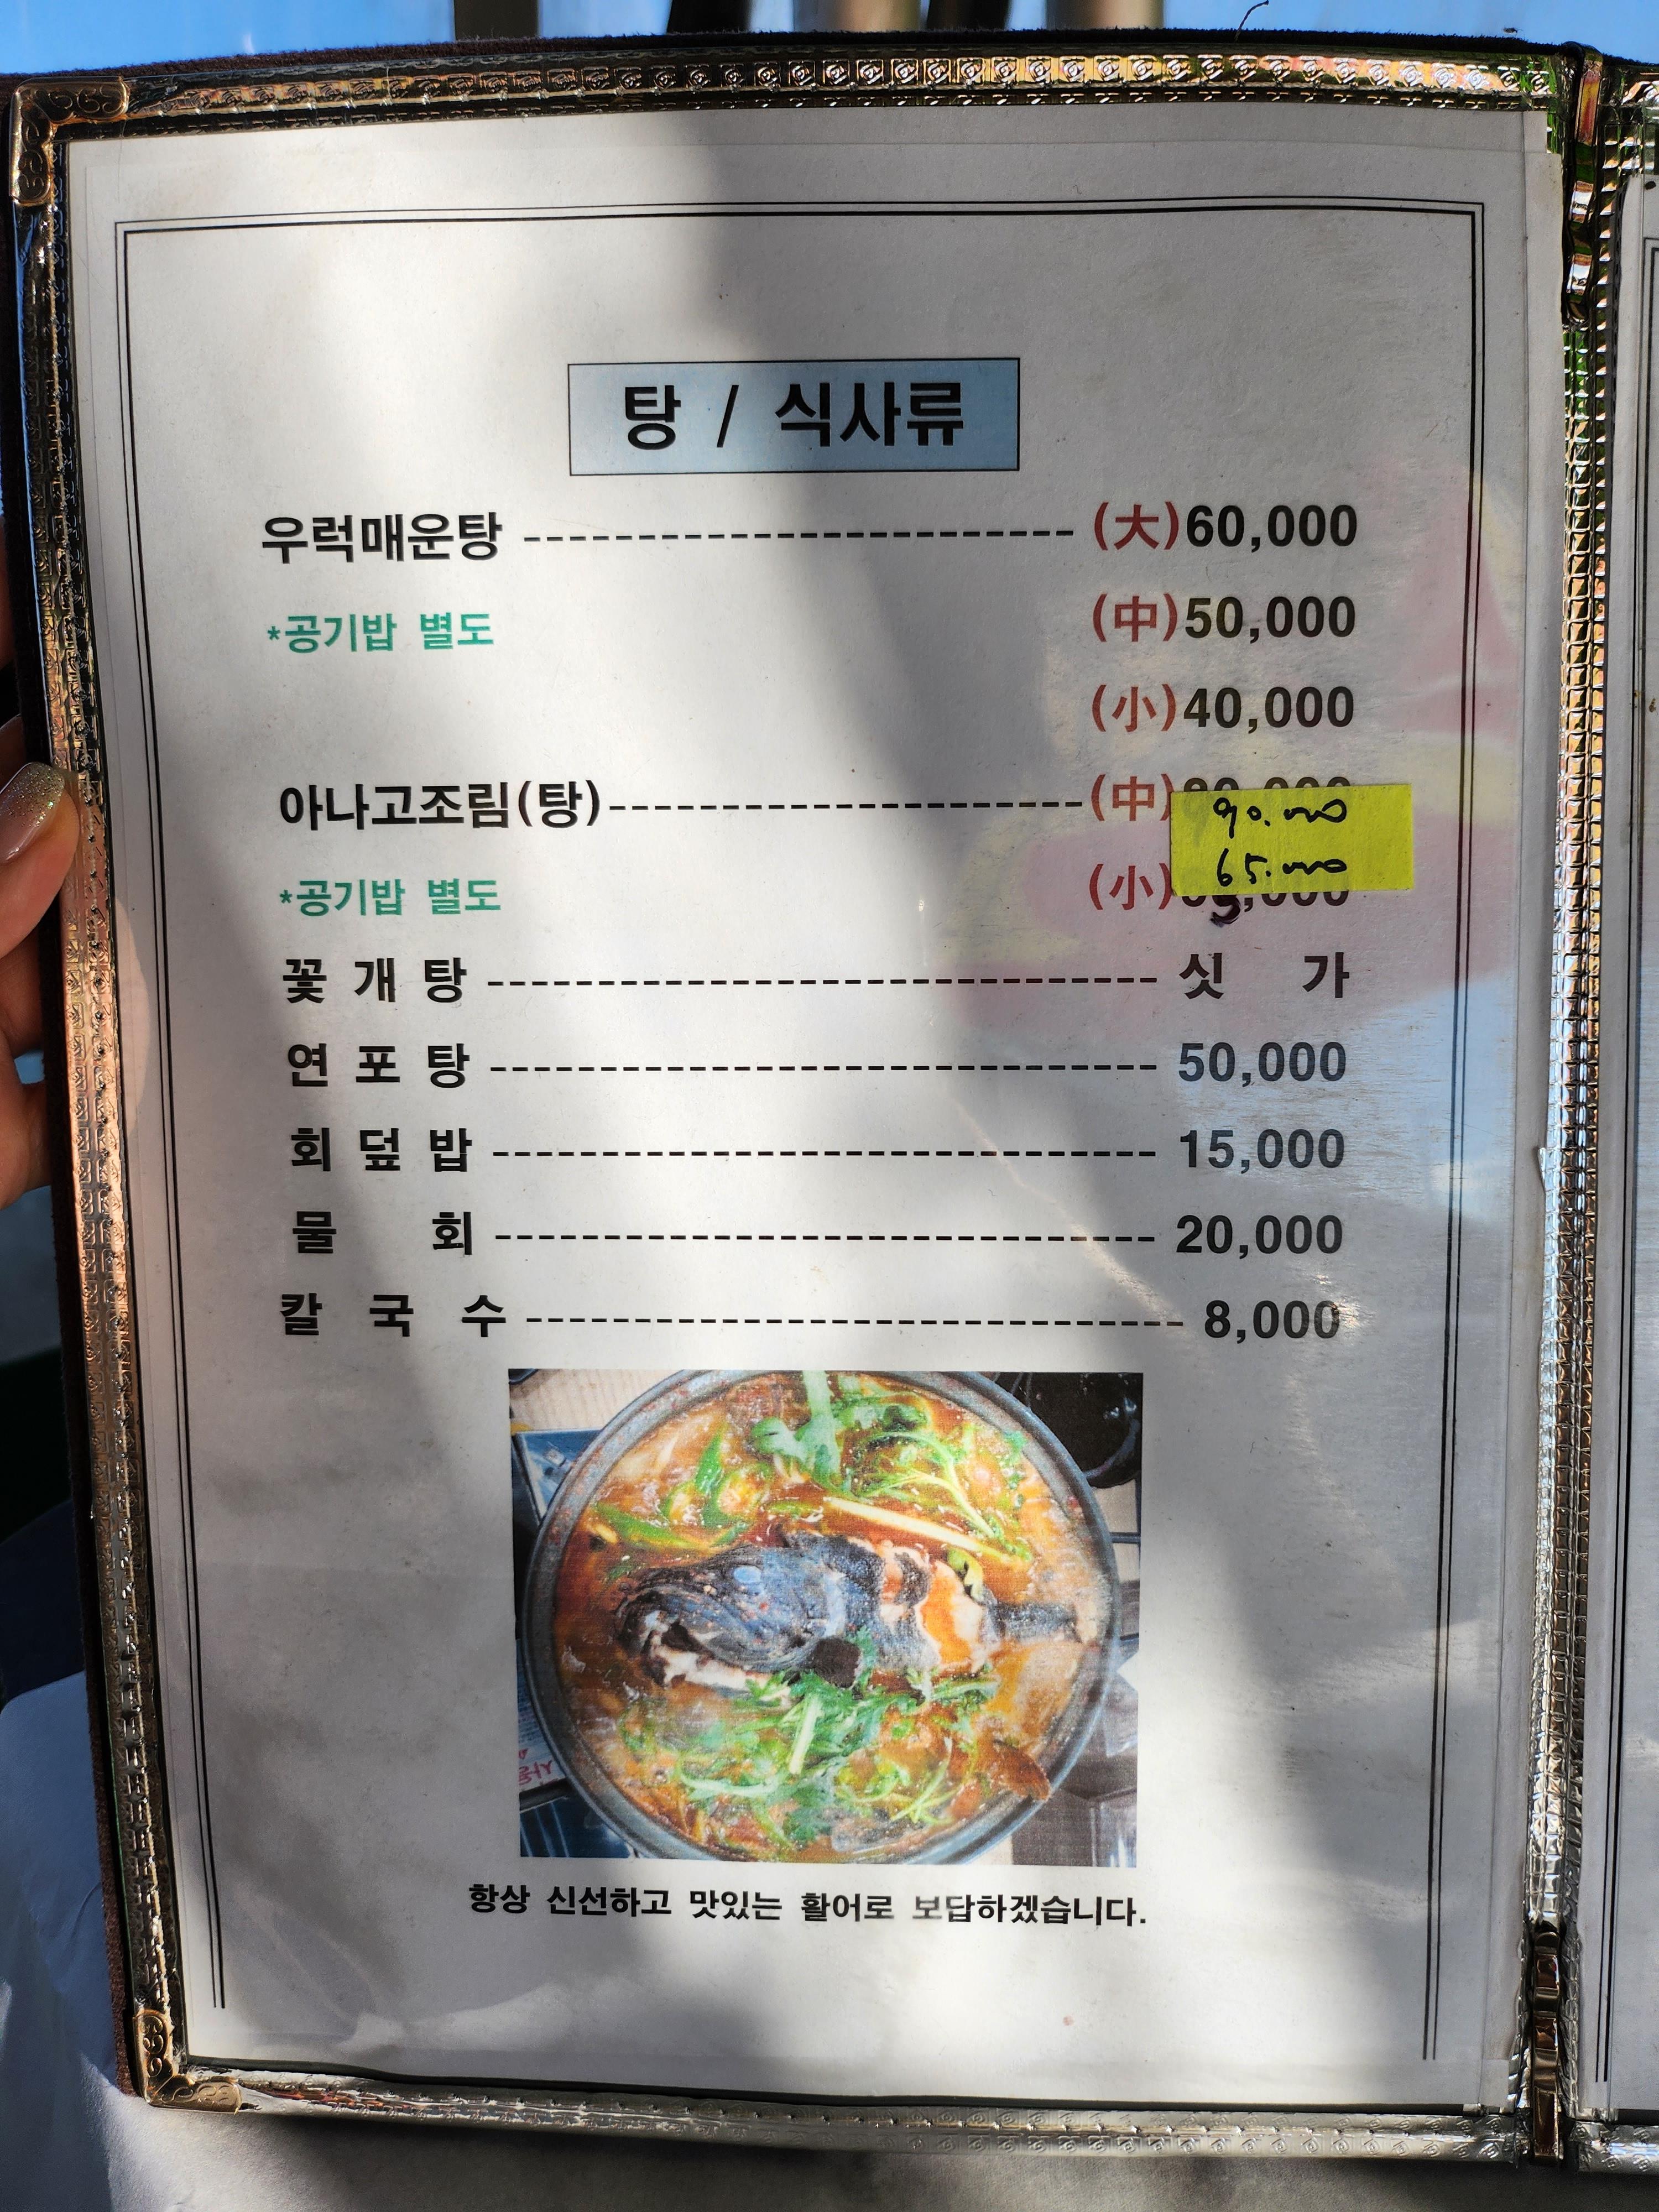 탕 / 식사류
우럭매운탕 ------------------------ (大)60,000
*공기밥 별도 (中)50,000
(小)40,000
아나고조림(탕)---------------------(中) 90.000
*공기밥 별도 (小) 65.000
꽃 개 탕 ------------------------------ 싯 가
연 포 탕 ------------------------------ 50,000
회 덮 밥 ------------------------------ 15,000
물 회 ------------------------------ 20,000
칼 국 수 ------------------------------ 8,000
항상 신선하고 맛있는 활어로 보답하겠습니다.